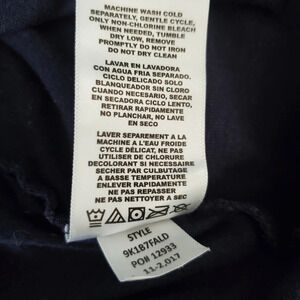 MACHINE WASH COLD
SEPARATELY, GENTLE CYCLE,
ONLY NON-CHLORINE BLEACH
WHEN NEEDED, TUMBLE
DRY LOW, REMOVE
PROMPTLY DO NOT IRON
DO NOT DRY CLEAN
LAVAR EN LAVADORA
CON AGUA FRIA SEPARADO.
CICLO DELICADO SOLO
BLANQUEADOR SIN CLORO
CUANDO NECESARIO, SECAR
EN SECADORA CICLO LENTO,
RETIRAR RAPIDAMENTE
NO PLANCHAR, NO LAVE
EN SECO
LAVER SEPAREMENT A LA
MACHINE A L'EAU FROIDE
CYCLE DÉLICAT, NE PAS
UTILISER DE CHLORURE
DECOLORANT SI NECESSAIRE
SECHER PAR CULBUTAGE
A BASSE TEMPERATURE
ENLEVER RAPIDEMENT
NE PAS REPASSER
NE PAS NETTOYER A SEC
STYLE
9K187FALD
PO# 12933
11-2,017